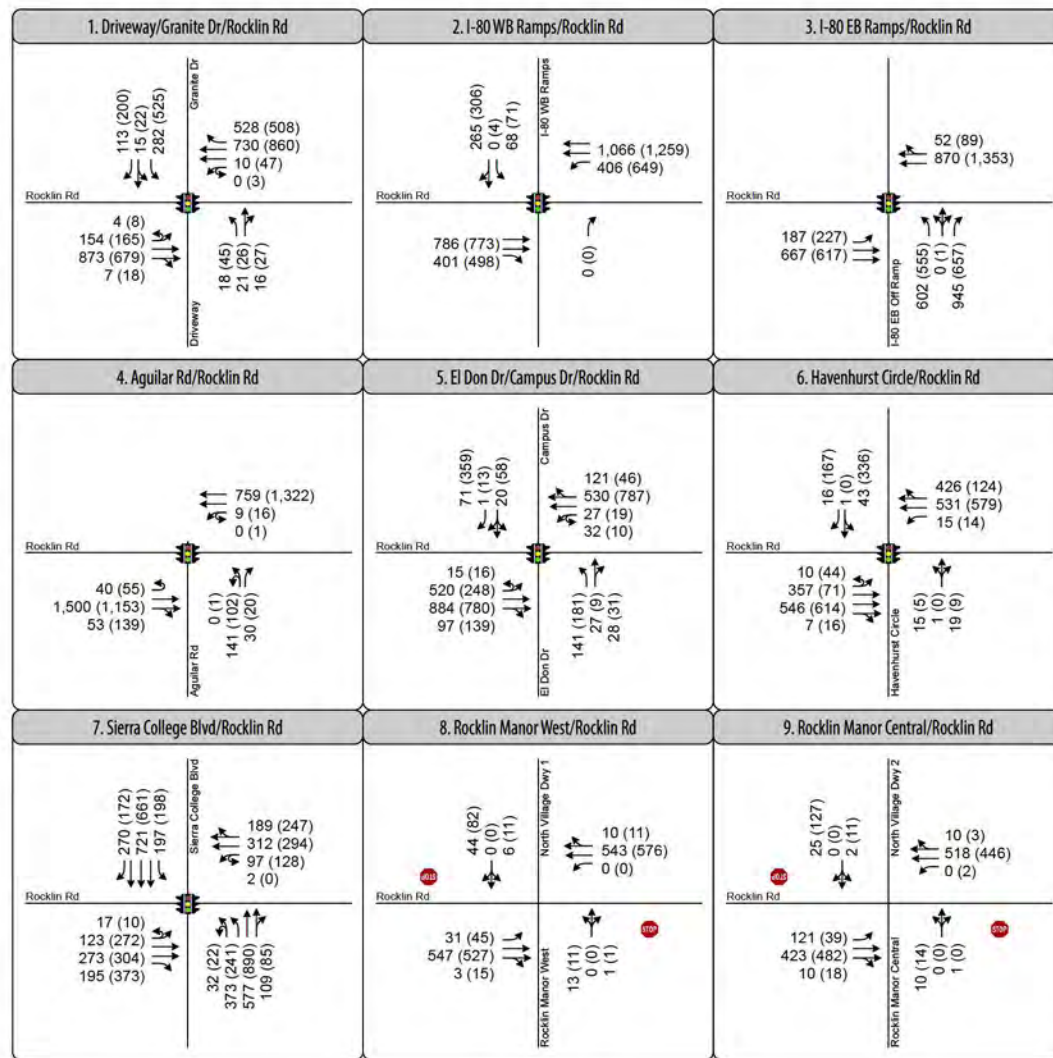 1. Driveway/Granite Dr/Rocklin Rd
113 (200)
15 (22)
282 (525)
Granite Dr
528 (508)
730 (860)
10 (47)
0 (3)
Rocklin Rd
4 (8)
154 (165)
873 (679)
7 (18)
18 (45)
21 (26)
16 (27)
Driveway
2. I-80 WB Ramps/Rocklin Rd
265 (306)
0 (4)
68 (71)
I-80 WB Ramps
1,066 (1,259)
406 (649)
Rocklin Rd
786 (773)
401 (498)
0 (0)
3. I-80 EB Ramps/Rocklin Rd
52 (89)
870 (1,353)
Rocklin Rd
187 (227)
667 (617)
602 (555)
0 (1)
945 (657)
I-80 EB Off Ramp
4. Aguilar Rd/Rocklin Rd
759 (1,322)
9 (16)
0 (1)
Rocklin Rd
40 (55)
1,500 (1,153)
53 (139)
0 (1)
141 (102)
30 (20)
Aguilar Rd
5. El Don Dr/Campus Dr/Rocklin Rd
71 (359)
1 (13)
20 (58)
Campus Dr
121 (46)
530 (787)
27 (19)
32 (10)
Rocklin Rd
15 (16)
520 (248)
884 (780)
97 (139)
141 (181)
27 (9)
28 (31)
El Don Dr
6. Havenhurst Circle/Rocklin Rd
16 (167)
1 (0)
43 (336)
426 (124)
531 (579)
15 (14)
Rocklin Rd
10 (44)
357 (71)
546 (614)
7 (16)
15 (5)
1 (0)
19 (9)
Havenhurst Circle
7. Sierra College Blvd/Rocklin Rd
270 (172)
721 (661)
197 (198)
Sierra College Blvd
189 (247)
312 (294)
97 (128)
2 (0)
Rocklin Rd
17 (10)
123 (272)
273 (304)
195 (373)
32 (22)
373 (241)
577 (890)
109 (85)
8. Rocklin Manor West/Rocklin Rd
44 (82)
0 (0)
6 (11)
North Village Dwy 1
10 (11)
543 (576)
0 (0)
STOP
Rocklin Rd
31 (45)
547 (527)
3 (15)
13 (11)
0 (0)
1 (1)
STOP
Rocklin Manor West
9. Rocklin Manor Central/Rocklin Rd
25 (127)
0 (0)
2 (11)
North Village Dwy 2
10 (3)
518 (446)
0 (2)
STOP
Rocklin Rd
121 (39)
423 (482)
10 (18)
10 (14)
0 (0)
1 (0)
STOP
Rocklin Manor Central